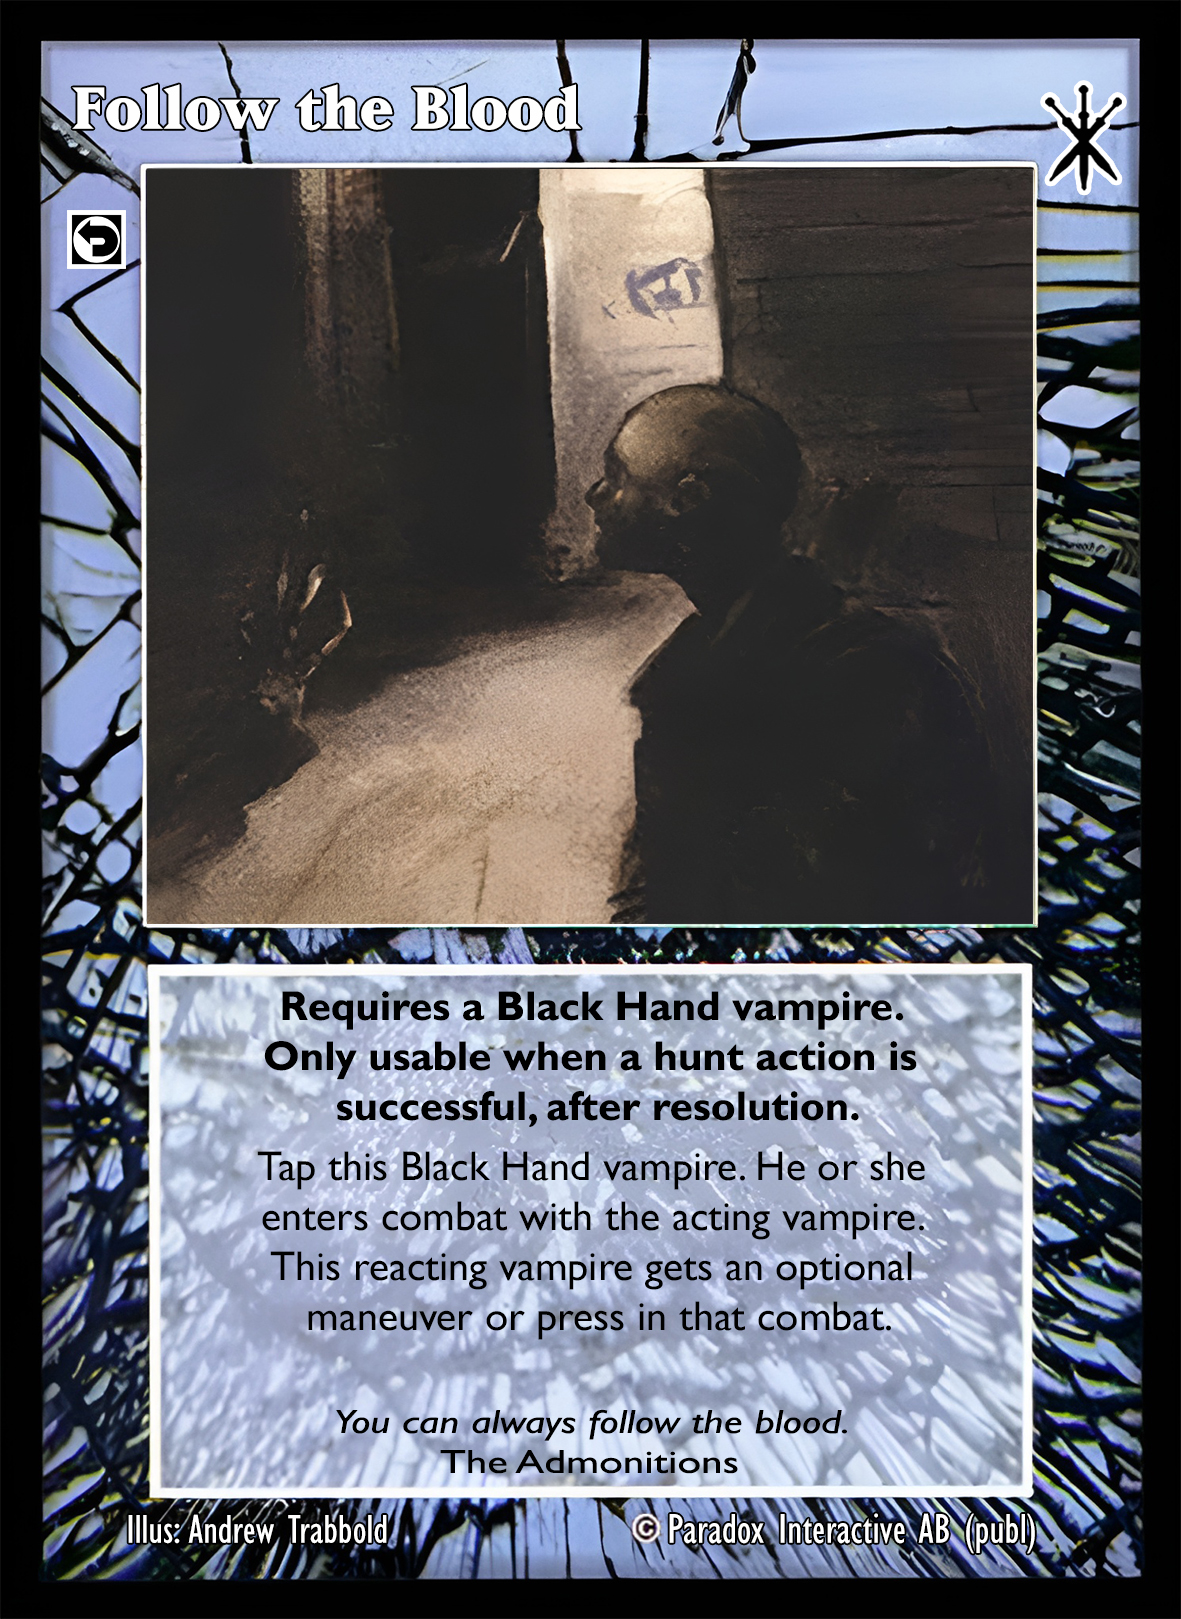 Follow the Blood
Requires a Black Hand vampire.
Only usable when a hunt action is
successful, after resolution.
Tap this Black Hand vampire. He or she
enters combat with the acting vampire.
This reacting vampire gets an optional
maneuver or press in that combat.
You can always follow the blood.
The Admonitions
Illus: Andrew Trabbold
© Paradox Interactive AB (publ)